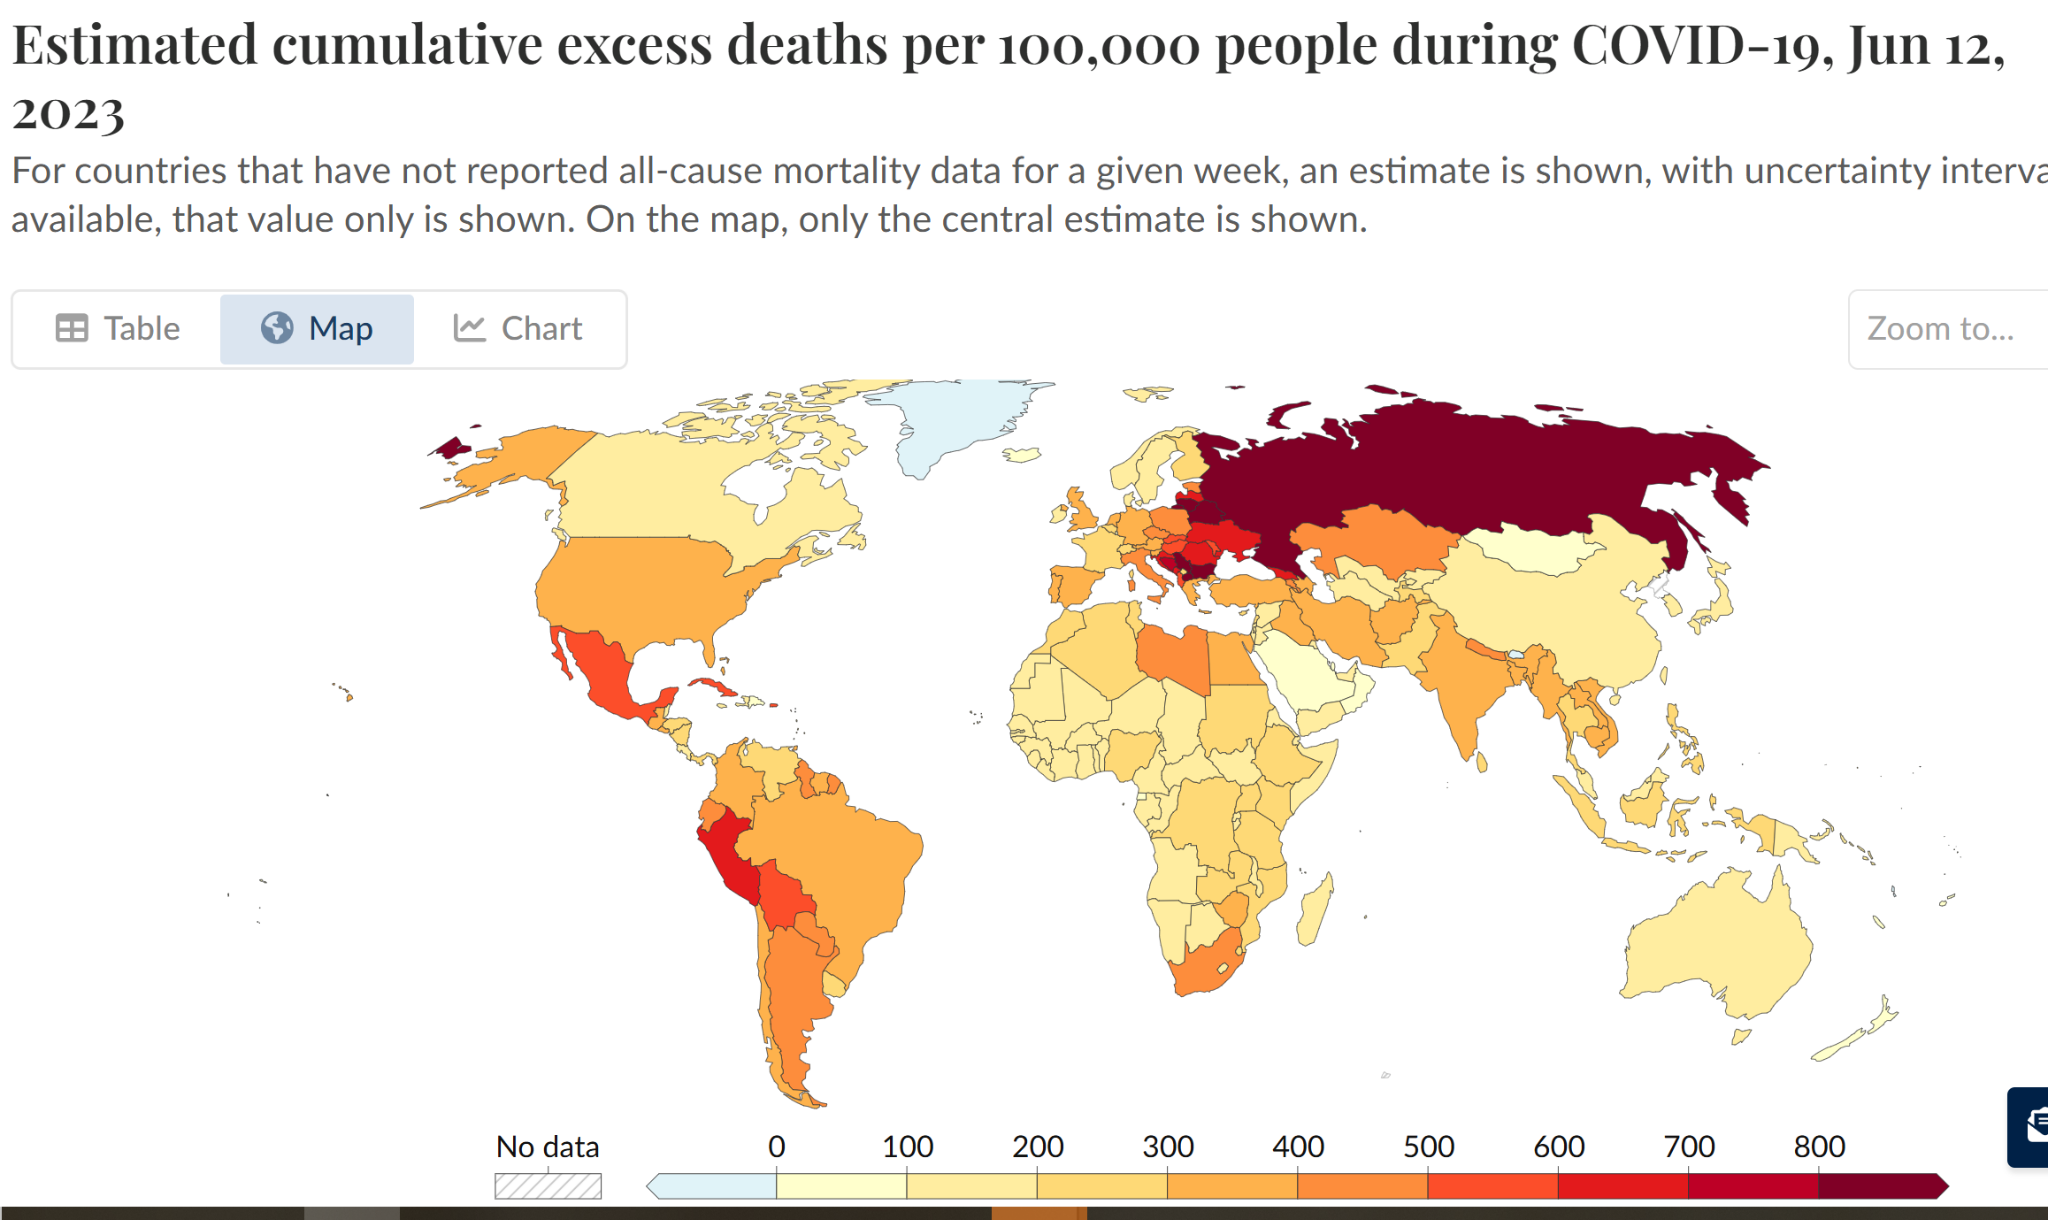 Estimated cumulative excess deaths per 100,000 people during COVID-19, Jun 12,
2023
For countries that have not reported all-cause mortality data for a given week, an estimate is shown, with uncertainty interva
available, that value only is shown. On the map, only the central estimate is shown.
Table Map Chart Zoom to...
No data 0 100 200 300 400 500 600 700 800